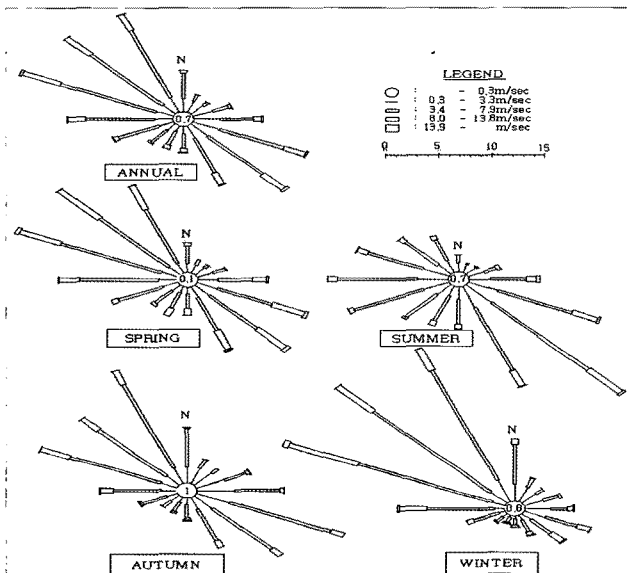 N
0.7
ANNUAL
LEGEND
: - 0.3m/sec
: 0.3 - 3.3m/sec
: 3.4 - 7.9m/sec
: 8.0 - 13.8m/sec
: 13.9 - m/sec
0 5 10 15
N
0.1
SPRING
N
0.7
SUMMER
N
1
AUTUMN
N
WINTER